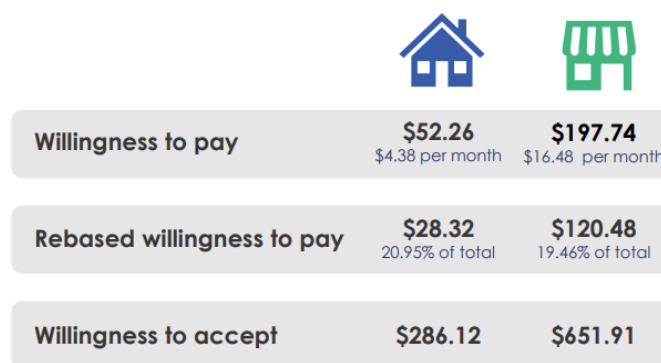 Willingness to pay
$52.26
$197.74
$4.38 per month
$16.48 per month
Rebased willingness to pay
$28.32
$120.48
20.95% of total
19.46% of total
Willingness to accept
$286.12
$651.91